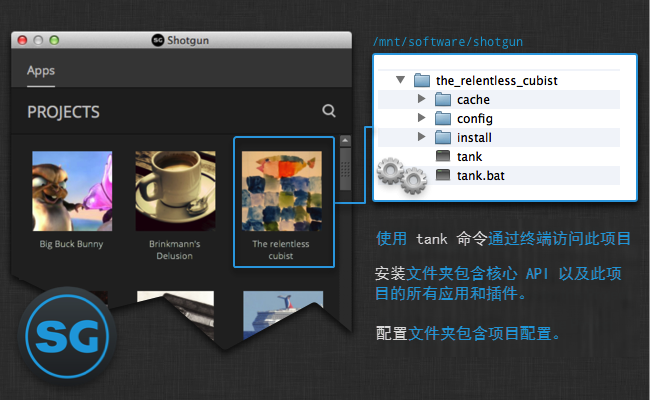 SG Shotgun
Apps
PROJECTS
Big Buck Bunny
Brinkmann's
Delusion
The relentless
cubist
SG
/mnt/software/shotgun
the_relentless_cubist
cache
config
install
tank
tank.bat
使用 tank 命令通过终端访问此项目
安装文件夹包含核心 API 以及此项
目的所有应用和插件。
配置文件夹包含项目配置。